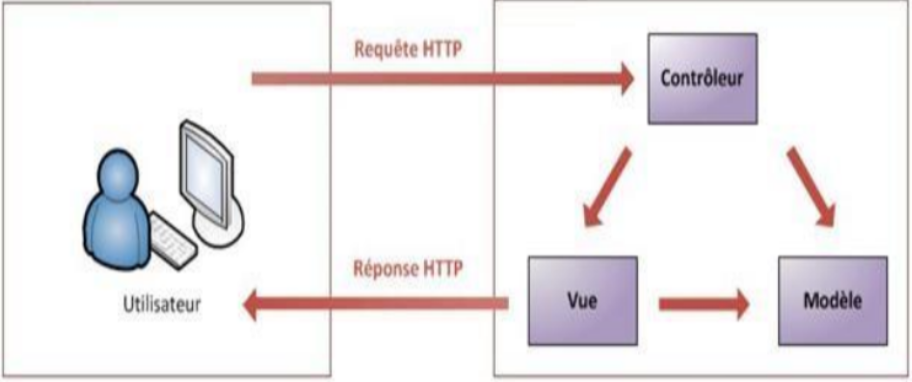 Requête HTTP
Contrôleur
Utilisateur
Réponse HTTP
Vue
Modèle